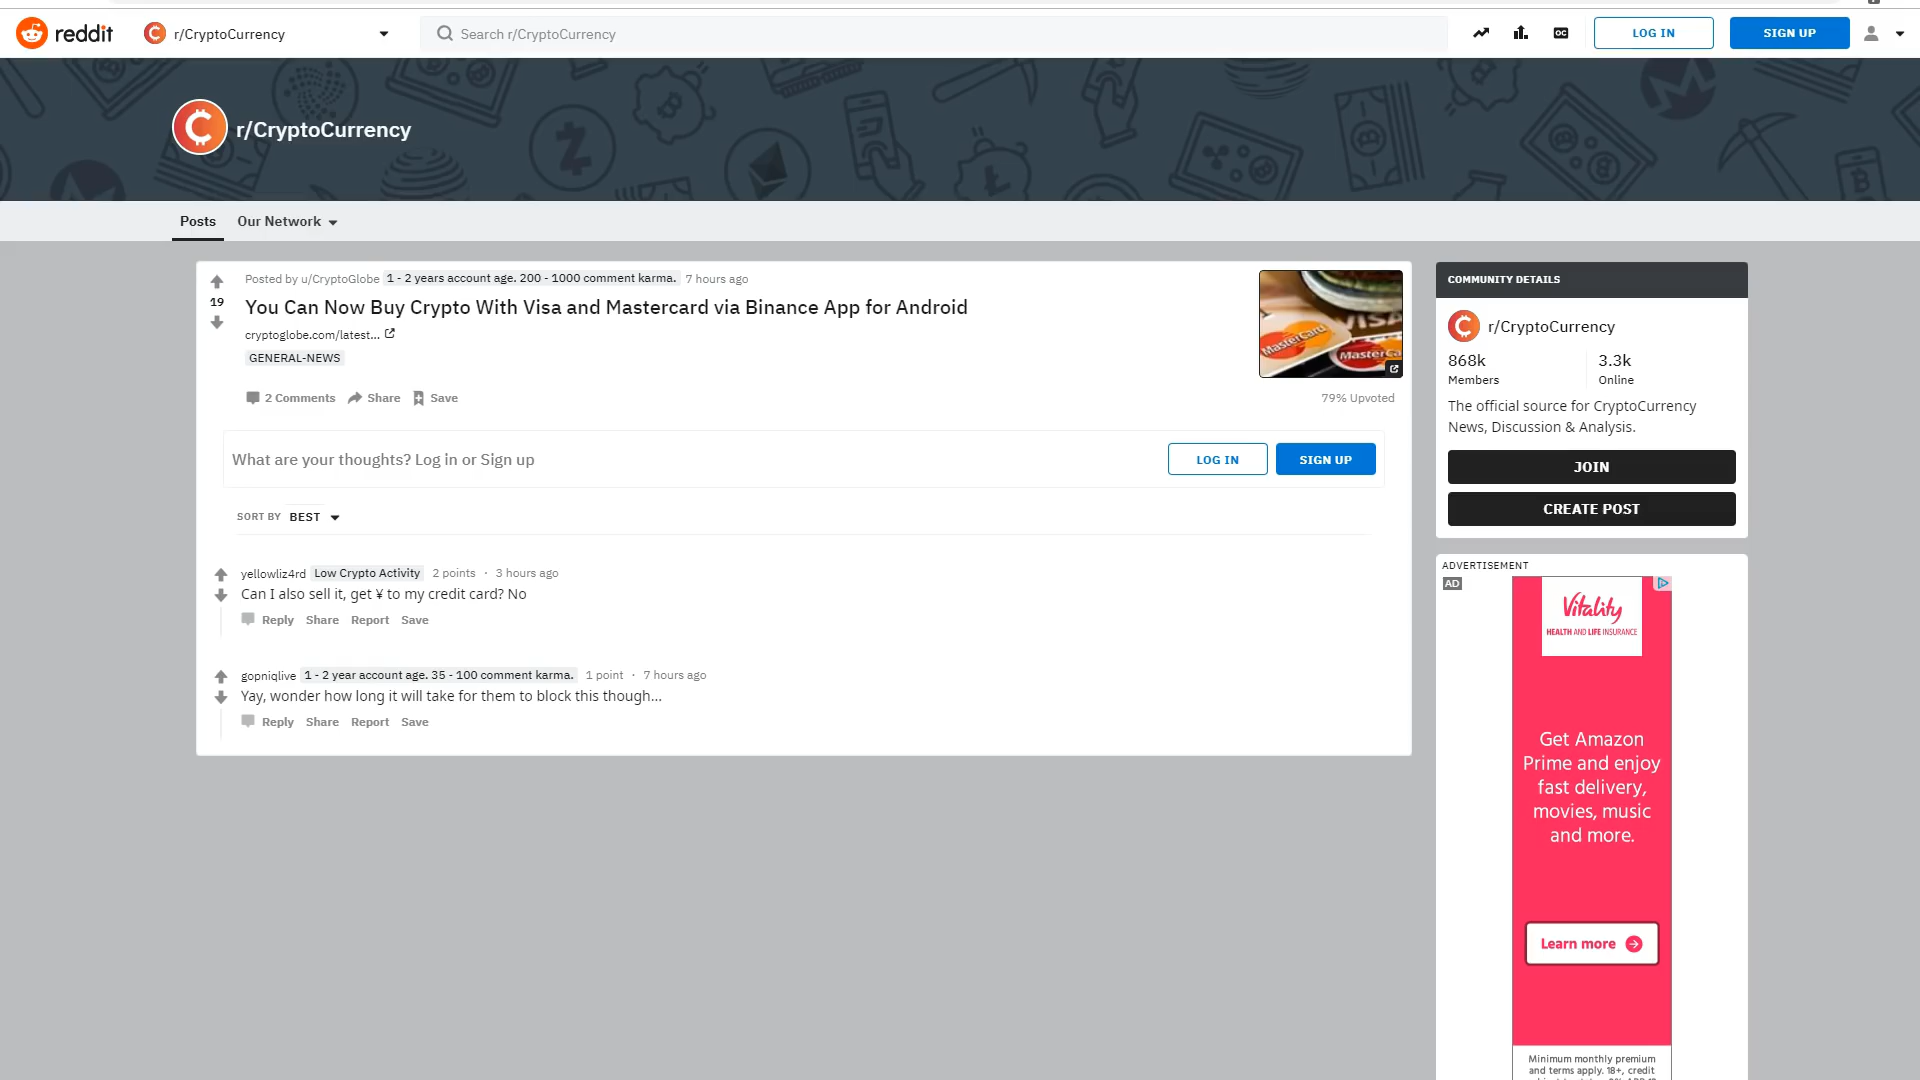 reddit
r/CryptoCurrency
Search r/CryptoCurrency
OC
LOG IN
SIGN UP
r/CryptoCurrency
Posts
Our Network
Posted by u/CryptoGlobe 1 - 2 years account age. 200 - 1000 comment karma. 7 hours ago
19
You Can Now Buy Crypto With Visa and Mastercard via Binance App for Android
cryptoglobe.com/latest...
GENERAL-NEWS
VISA
MasterCard
MasterCa
2 Comments
Share
Save
79% Upvoted
What are your thoughts? Log in or Sign up
LOG IN
SIGN UP
SORT BY BEST
yellowliz4rd Low Crypto Activity 2 points · 3 hours ago
Can I also sell it, get ¥ to my credit card? No
Reply Share Report Save
gopniqlive 1 - 2 year account age. 35 - 100 comment karma. 1 point · 7 hours ago
Yay, wonder how long it will take for them to block this though...
Reply Share Report Save
COMMUNITY DETAILS
r/CryptoCurrency
868k 3.3k
Members Online
The official source for CryptoCurrency
News, Discussion & Analysis.
JOIN
CREATE POST
ADVERTISEMENT
AD
Vitality
HEALTH AND LIFE INSURANCE
Get Amazon
Prime and enjoy
fast delivery,
movies, music
and more.
Learn more
Minimum monthly premium
and terms apply. 18+, credit